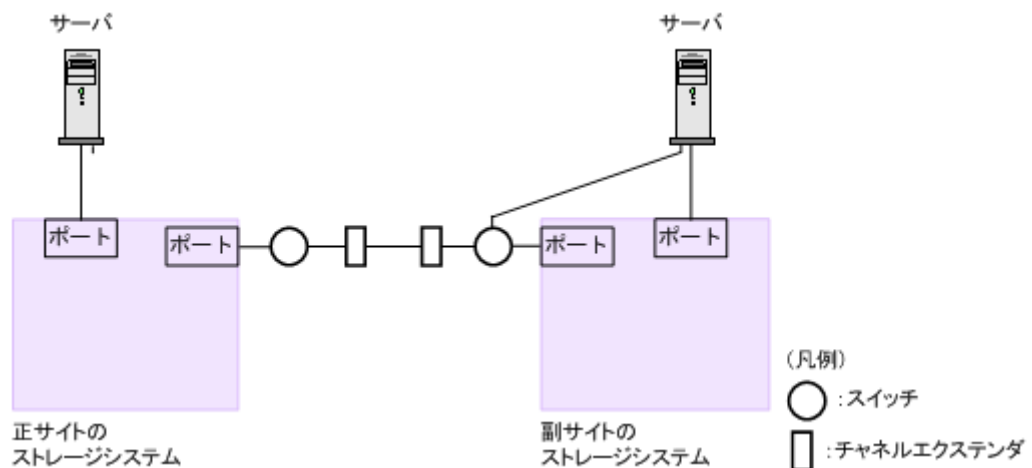 サーバ
サーバ
ポート
ポート
ポート
ポート
正サイトの
ストレージシステム
副サイトの
ストレージシステム
(凡例)
:スイッチ
:チャネルエクステンダ